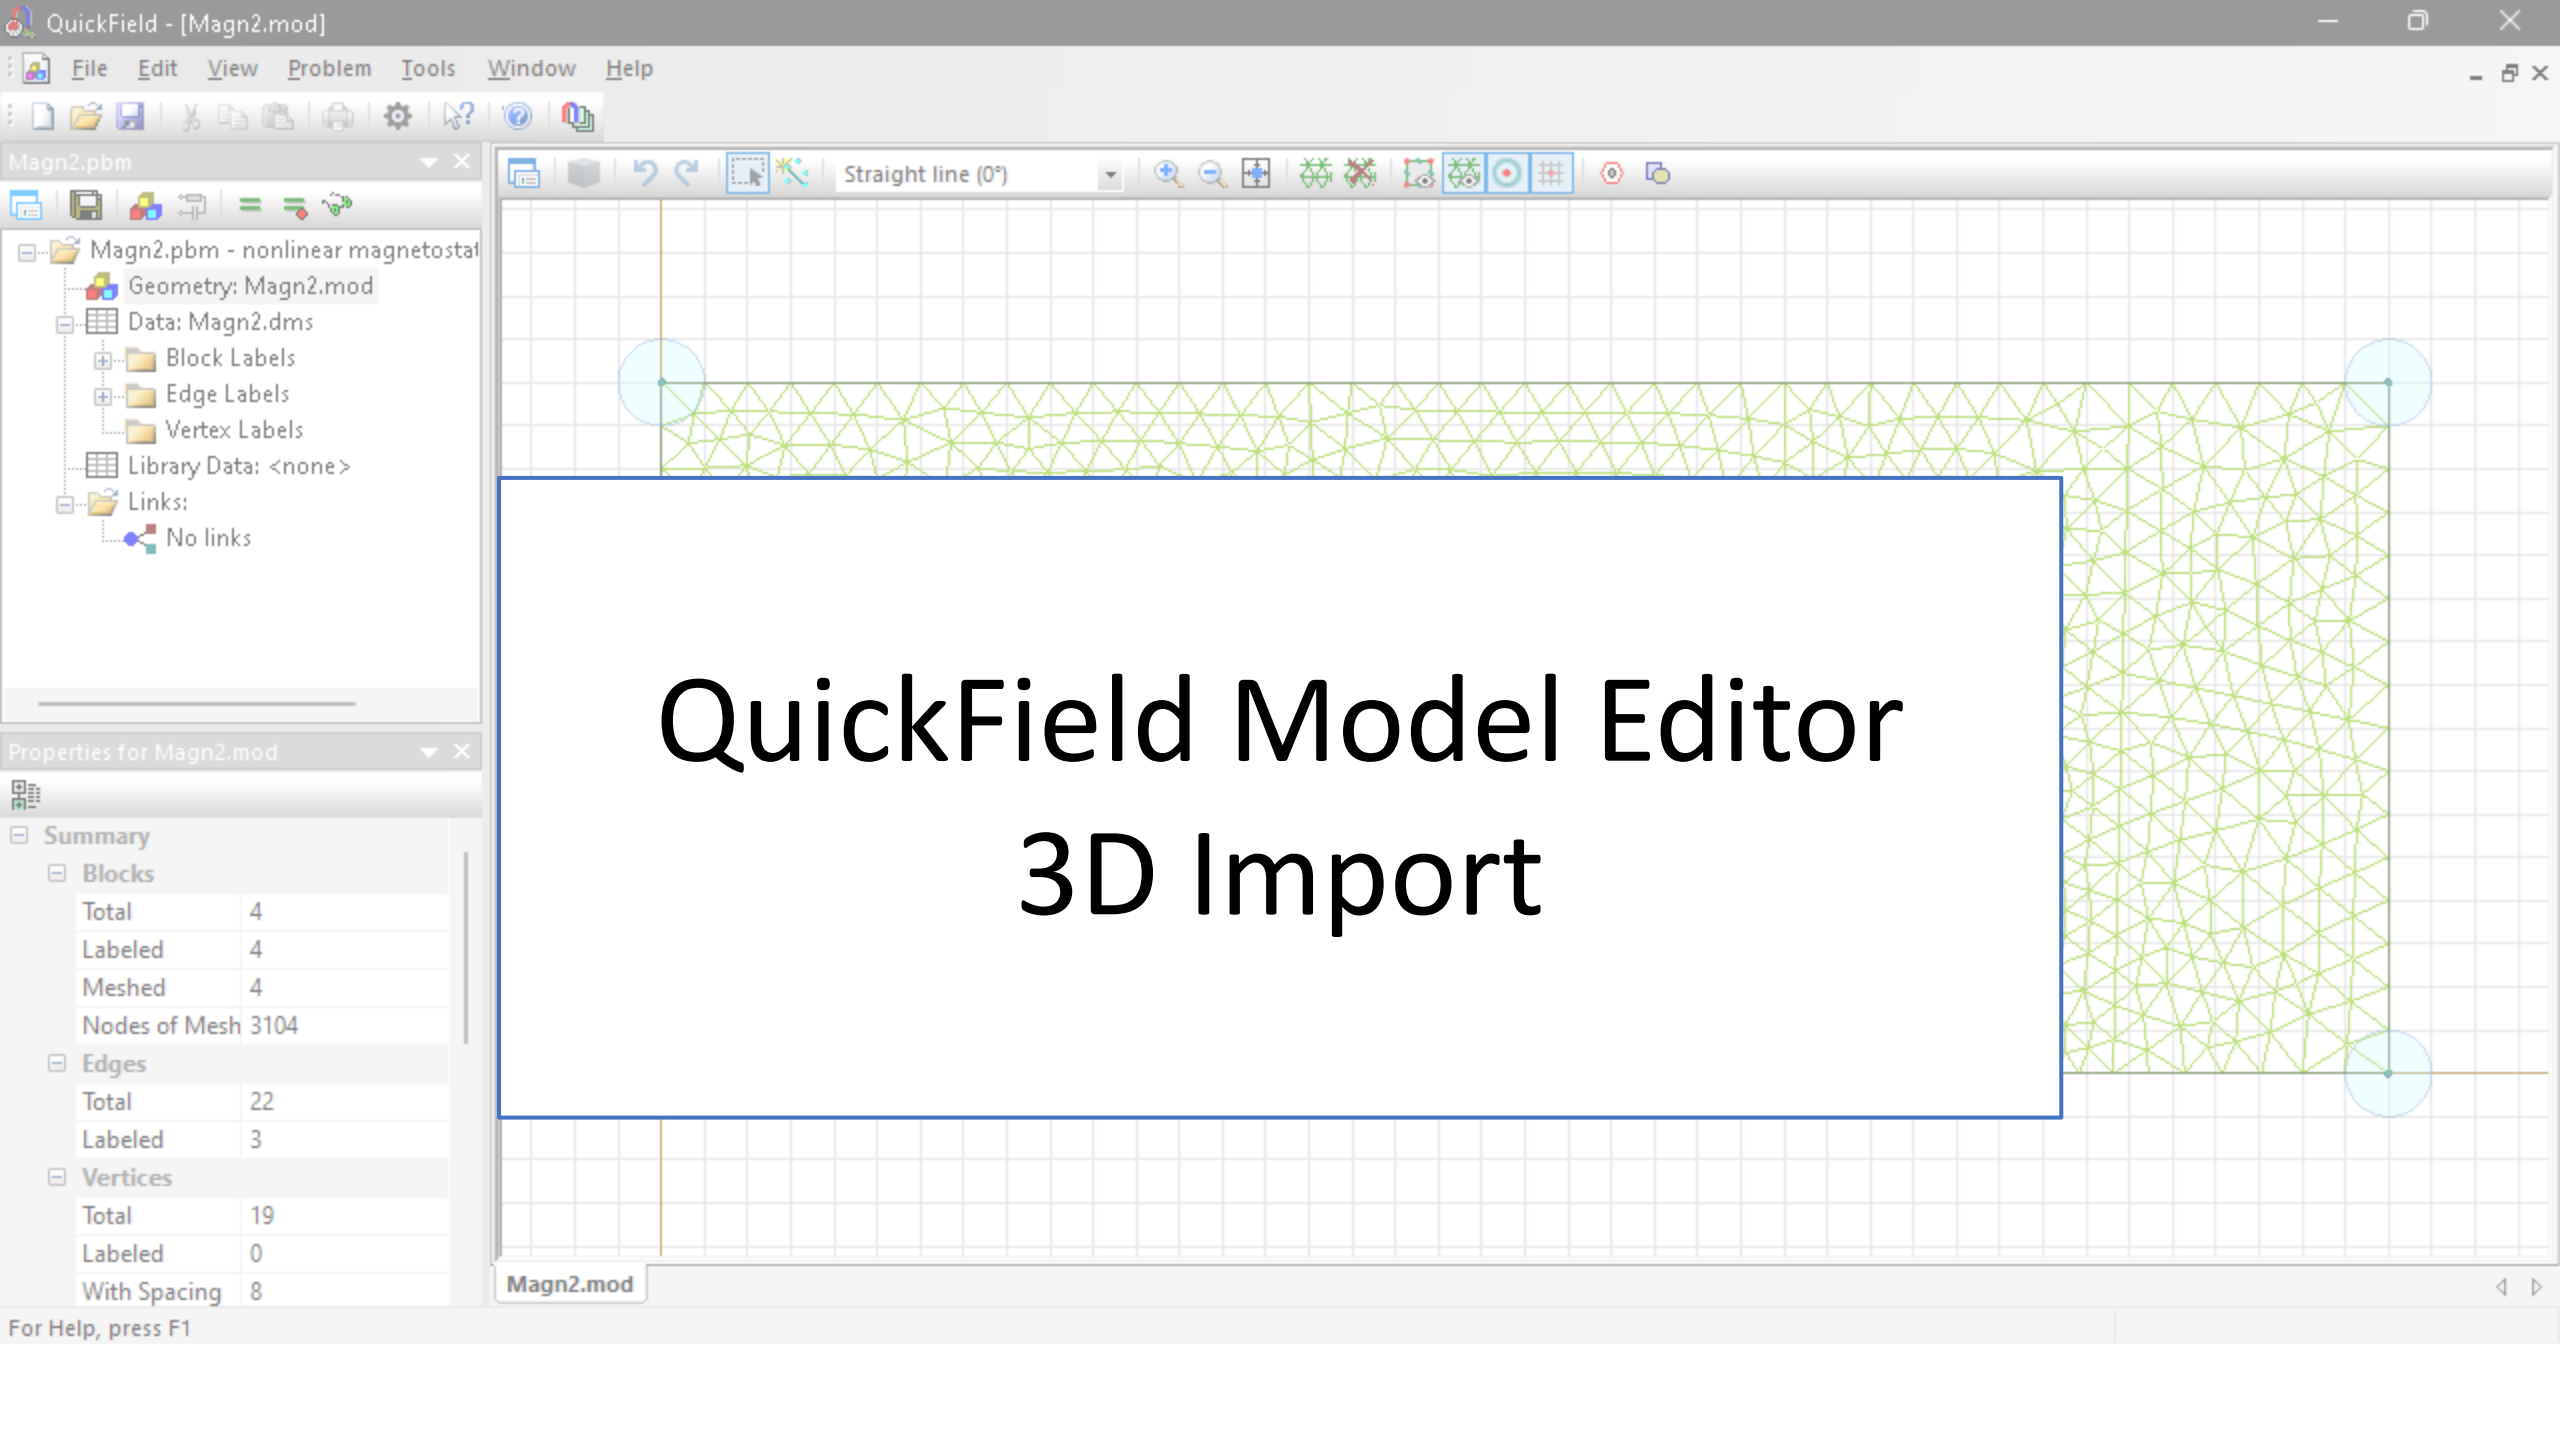 QuickField - [Magn2.mod]
File Edit View Problem Tools Window Help
Magn2.pbm
Straight line (0°)
Magn2.pbm - nonlinear magnetostat
Geometry: Magn2.mod
Data: Magn2.dms
Block Labels
Edge Labels
Vertex Labels
Library Data: <none>
Links:
No links
QuickField Model Editor
3D Import
Properties for Magn2.mod
Summary
Blocks
Total 4
Labeled 4
Meshed 4
Nodes of Mesh 3104
Edges
Total 22
Labeled 3
Vertices
Total 19
Labeled 0
With Spacing 8
Magn2.mod
For Help, press F1